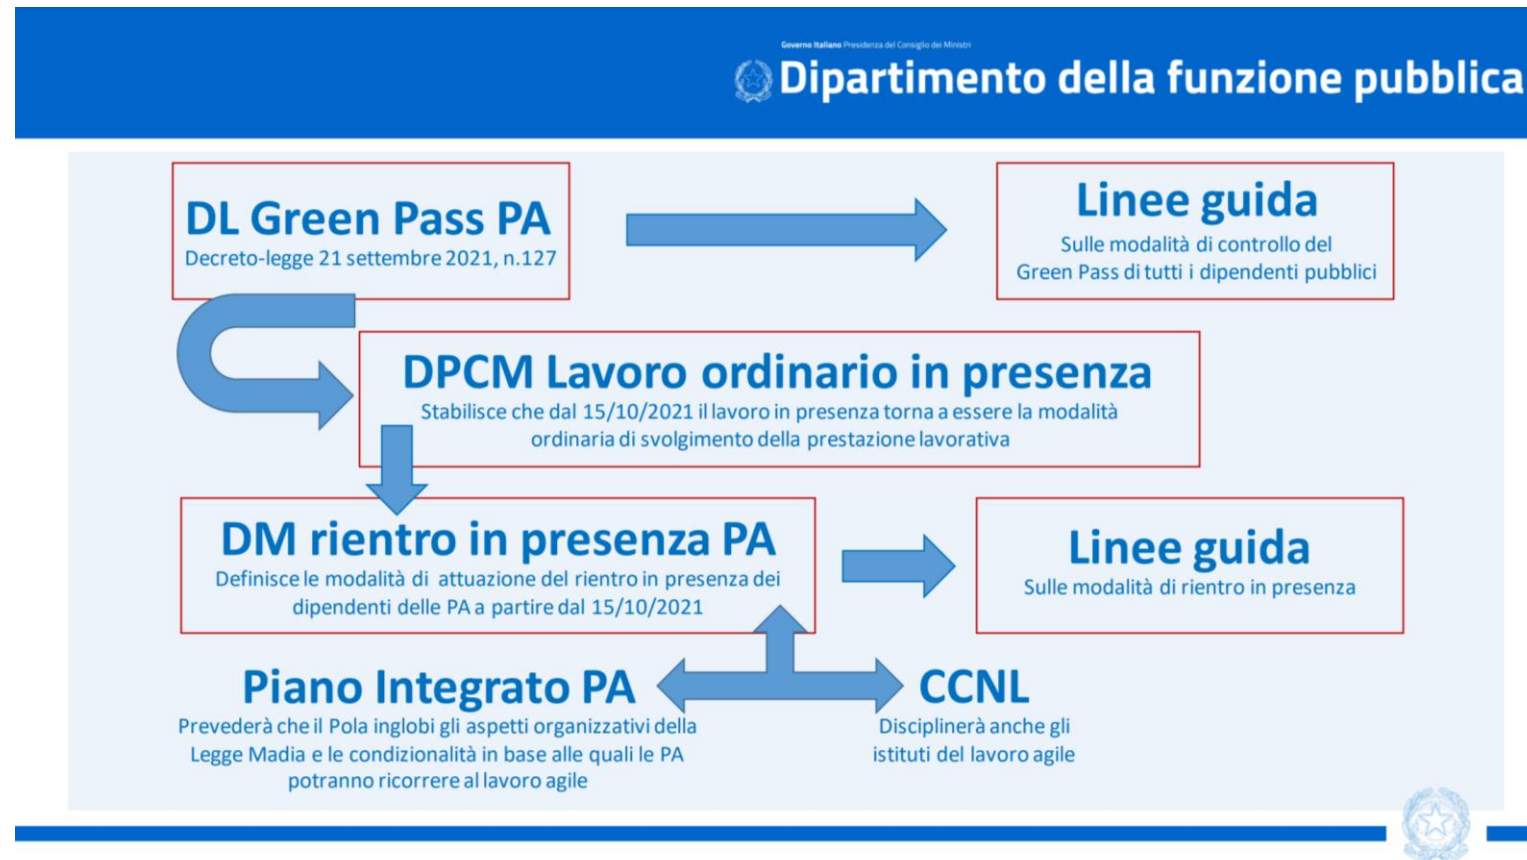 Governo Italiano Presidenza del Consiglio dei Ministri
Dipartimento della funzione pubblica
DL Green Pass PA
Decreto-legge 21 settembre 2021, n.127
Linee guida
Sulle modalità di controllo del
Green Pass di tutti i dipendenti pubblici
DPCM Lavoro ordinario in presenza
Stabilisce che dal 15/10/2021 il lavoro in presenza torna a essere la modalità
ordinaria di svolgimento della prestazione lavorativa
DM rientro in presenza PA
Definisce le modalità di attuazione del rientro in presenza dei
dipendenti delle PA a partire dal 15/10/2021
Linee guida
Sulle modalità di rientro in presenza
Piano Integrato PA
Prevederà che il Pola inglobi gli aspetti organizzativi della
Legge Madia e le condizionalità in base alle quali le PA
potranno ricorrere al lavoro agile
CCNL
Disciplinerà anche gli
istituti del lavoro agile